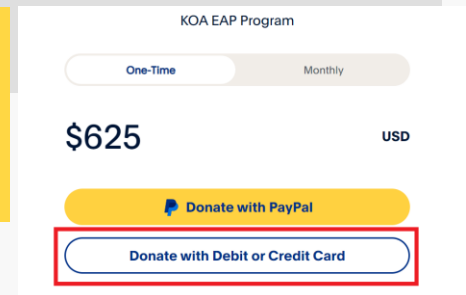 KOA EAP Program
One-Time Monthly
$625 USD
Donate with PayPal
Donate with Debit or Credit Card